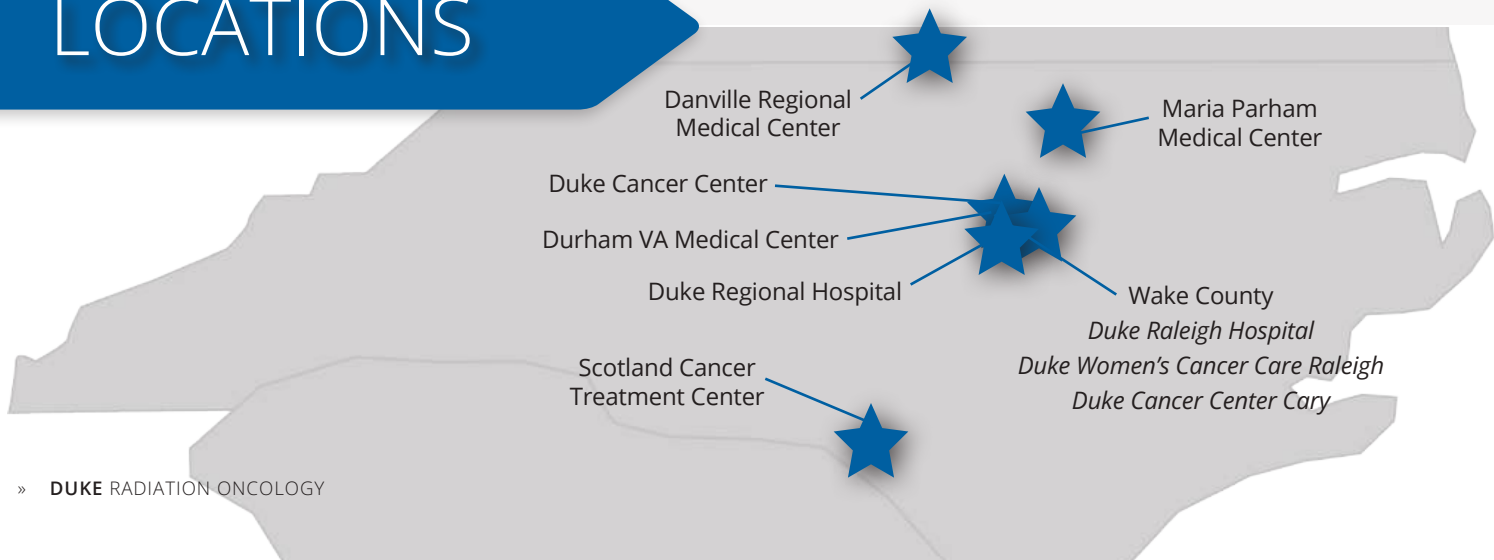 LOCATIONS
Danville Regional
Medical Center
Maria Parham
Medical Center
Duke Cancer Center
Durham VA Medical Center
Duke Regional Hospital
Wake County
Duke Raleigh Hospital
Duke Women's Cancer Care Raleigh
Duke Cancer Center Cary
Scotland Cancer
Treatment Center
» DUKE RADIATION ONCOLOGY